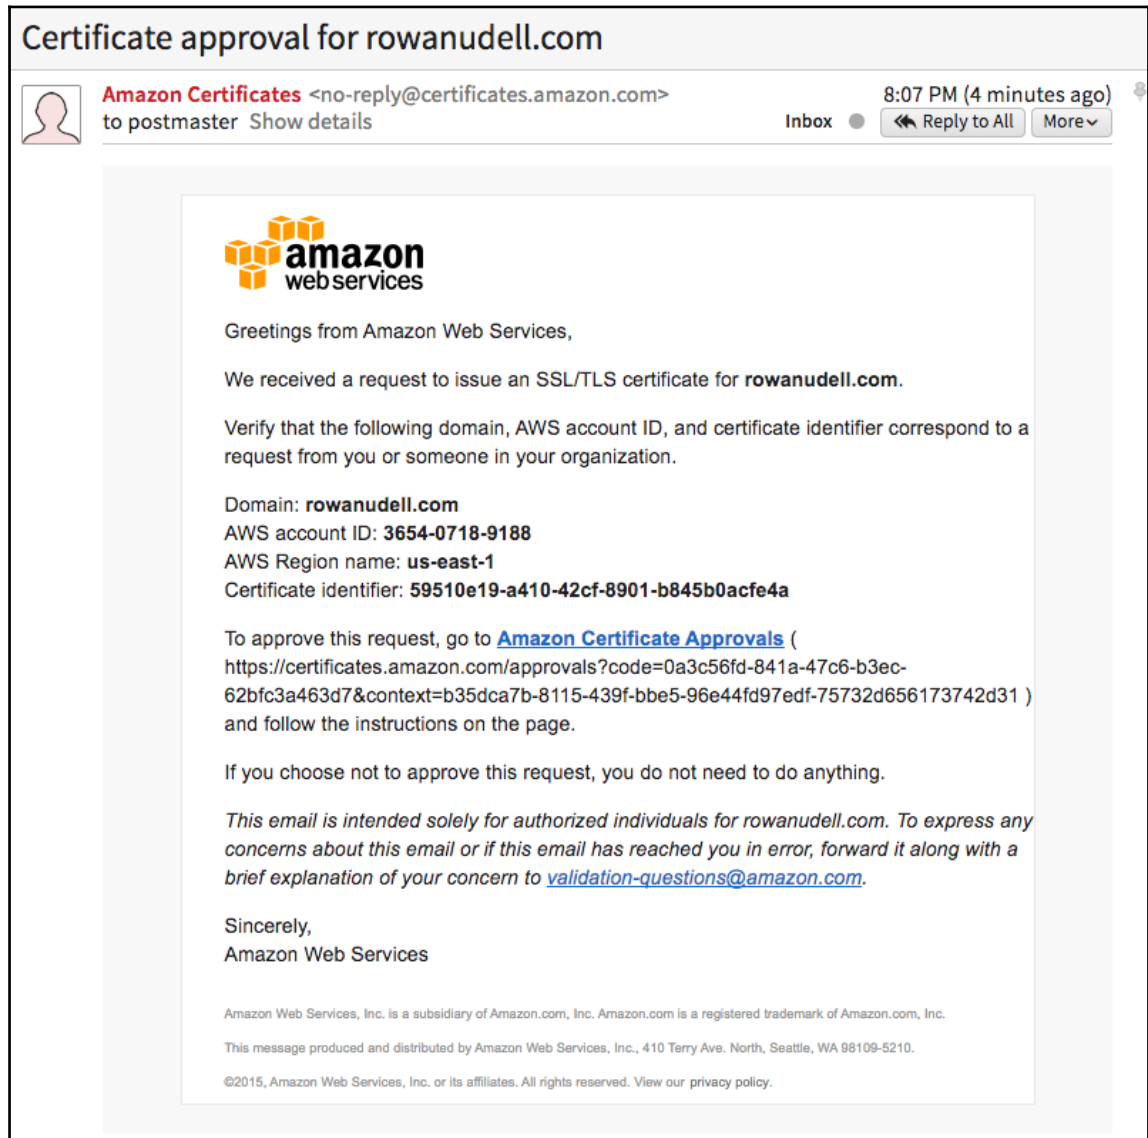 Certificate approval for rowanudell.com
Amazon Certificates <no-reply@certificates.amazon.com>
8:07 PM (4 minutes ago)
to postmaster Show details
Inbox
Reply to All
More
amazon
web services
Greetings from Amazon Web Services,
We received a request to issue an SSL/TLS certificate for rowanudell.com.
Verify that the following domain, AWS account ID, and certificate identifier correspond to a
request from you or someone in your organization.
Domain: rowanudell.com
AWS account ID: 3654-0718-9188
AWS Region name: us-east-1
Certificate identifier: 59510e19-a410-42cf-8901-b845b0acfe4a
To approve this request, go to Amazon Certificate Approvals (
https://certificates.amazon.com/approvals?code=0a3c56fd-841a-47c6-b3ec-
62bfc3a463d7&context=b35dca7b-8115-439f-bbe5-96e44fd97edf-75732d656173742d31 )
and follow the instructions on the page.
If you choose not to approve this request, you do not need to do anything.
This email is intended solely for authorized individuals for rowanudell.com. To express any
concerns about this email or if this email has reached you in error, forward it along with a
brief explanation of your concern to validation-questions@amazon.com.
Sincerely,
Amazon Web Services
Amazon Web Services, Inc. is a subsidiary of Amazon.com, Inc. Amazon.com is a registered trademark of Amazon.com, Inc.
This message produced and distributed by Amazon Web Services, Inc., 410 Terry Ave. North, Seattle, WA 98109-5210.
©2015, Amazon Web Services, Inc. or its affiliates. All rights reserved. View our privacy policy.